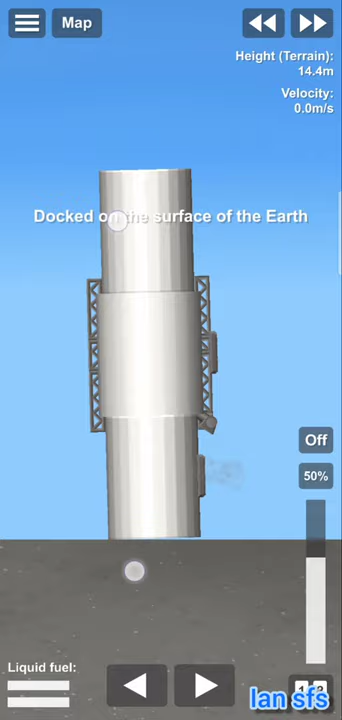 Map
Height (Terrain):
14.4m
Velocity:
0.0m/s
Docked on the surface of the Earth
Off
50%
Liquid fuel:
Ian sfs